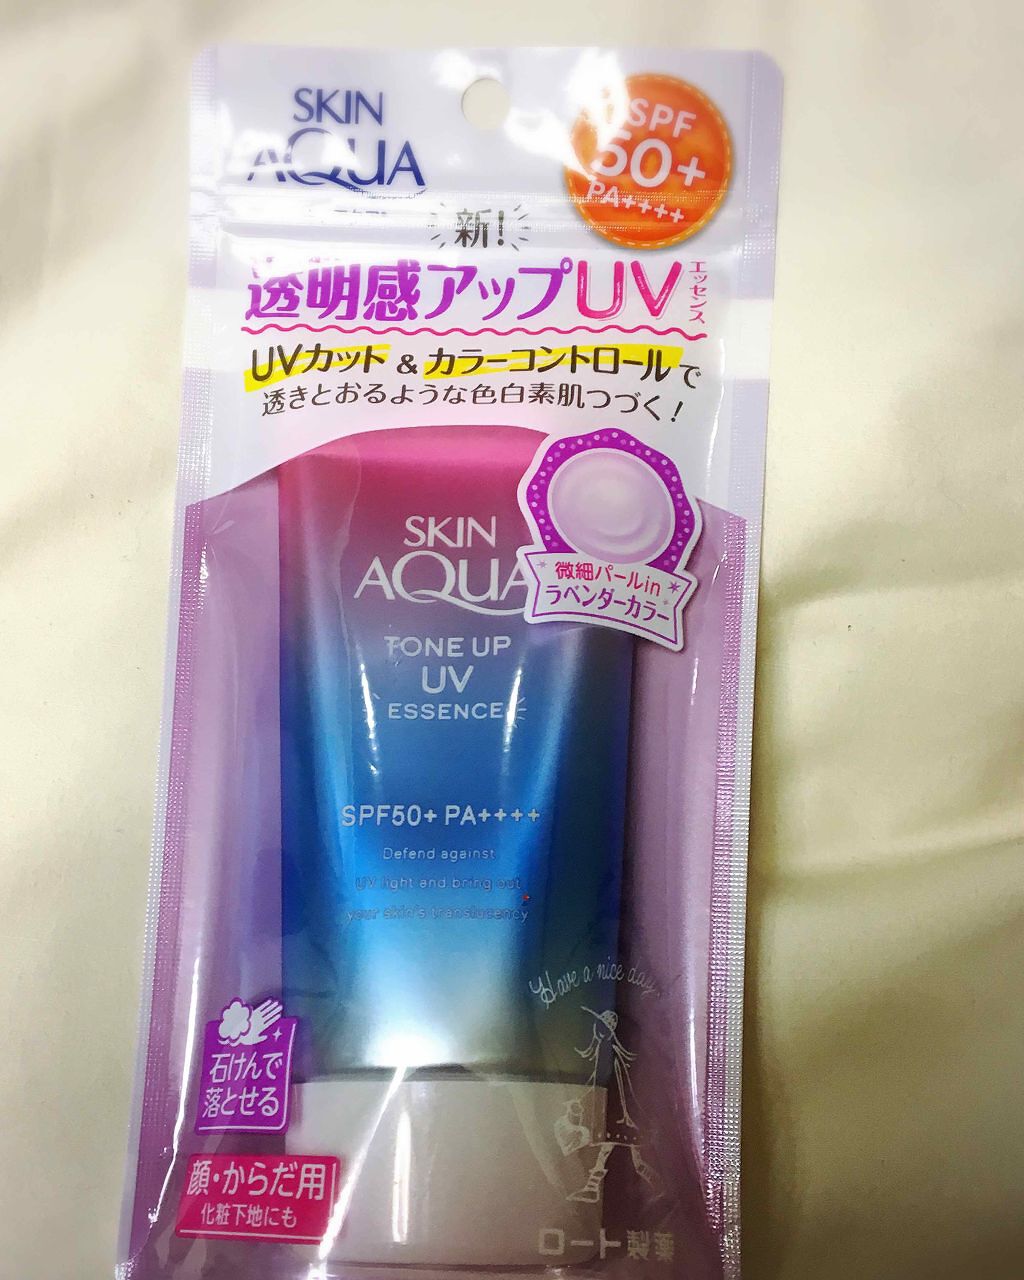 SKIN
AQUA
SPF
50+
PA++++
新!
透明感アップUV
エッセンス
UVカット & カラーコントロールで
透きとおるような色白素肌つづく!
SKIN
AQUA
微細パールin
ラベンダーカラー
TONE UP
UV
ESSENCE
SPF50+ PA++++
Defend against
UV light and bring out
your skin's translucency
Have a nice day.
石けんで
落とせる
顔・からだ用
化粧下地にも
ロート製薬